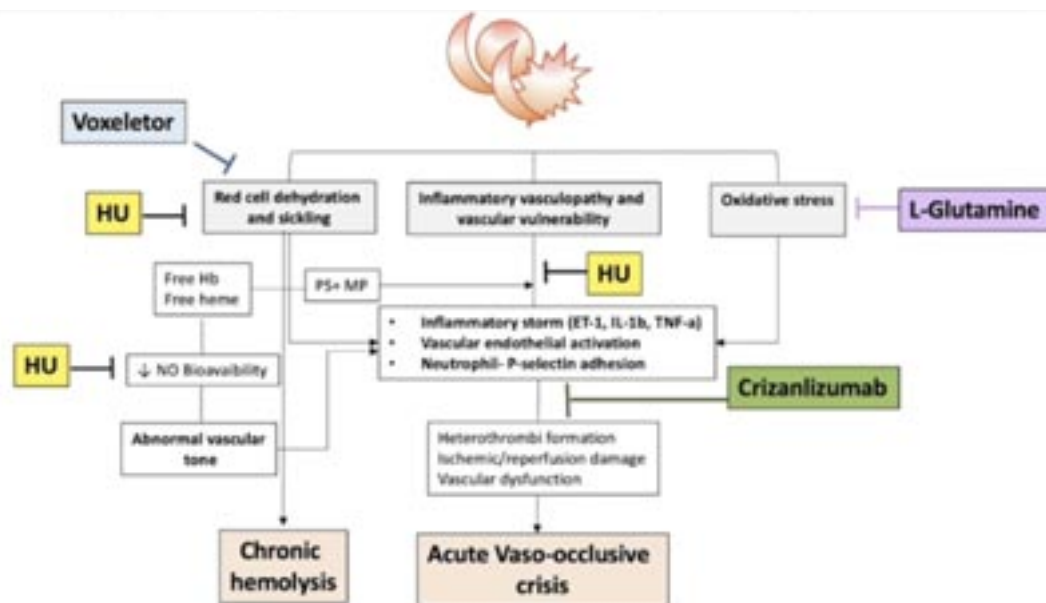 Voxeletor
HU
Red cell dehydration
and sickling
Inflammatory vasculopathy and
vascular vulnerability
Oxidative stress
L-Glutamine
Free Hb
Free heme
PS+ MP
HU
• Inflammatory storm (ET-1, IL-1b, TNF-a)
• Vascular endothelial activation
• Neutrophil- P-selectin adhesion
HU
↓ NO Bioavaibility
Crizanlizumab
Abnormal vascular
tone
Heterothrombi formation
Ischemic/reperfusion damage
Vascular dysfunction
Chronic
hemolysis
Acute Vaso-occlusive
crisis